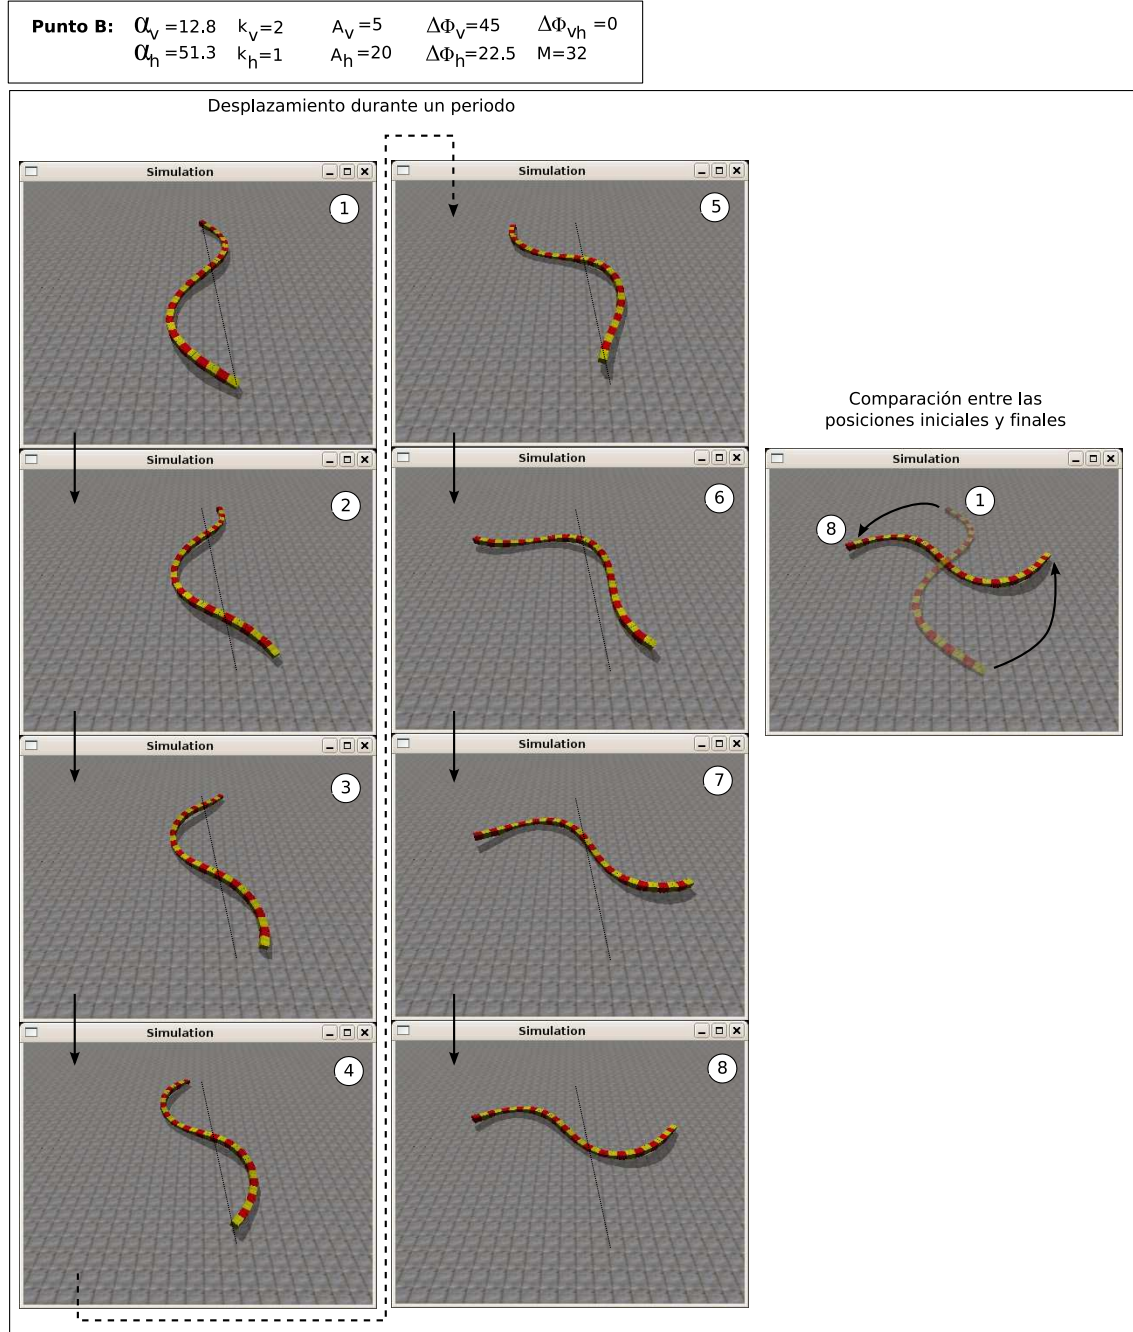 Punto B: αv=12.8 kv=2 Av=5 ΔΦv=45 ΔΦvh=0
αh=51.3 kh=1 Ah=20 ΔΦh=22.5 M=32
Desplazamiento durante un periodo
Simulation
1
Simulation
2
Simulation
3
Simulation
4
Simulation
5
Simulation
6
Simulation
7
Simulation
8
Comparación entre las
posiciones iniciales y finales
Simulation
1
8